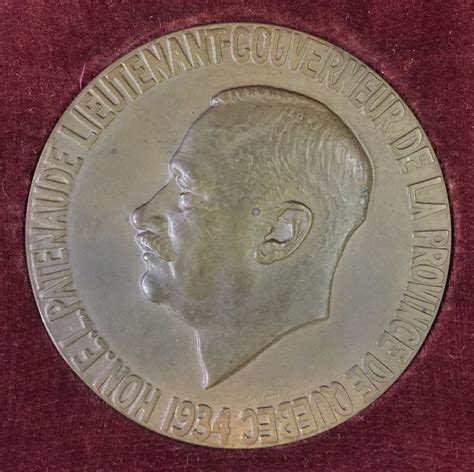 HON. E.L. PATENAUDE LIEUTENANT-GOUVERNEUR DE LA PROVINCE DE QUEBEC 1934